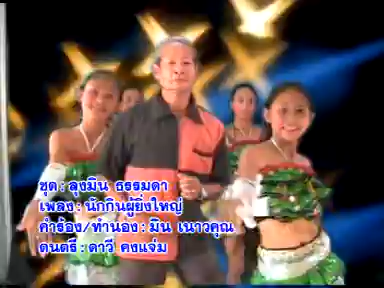 ชุด : ลุงมิน ธรรมดา
เพลง : นักกินผู้ยิ่งใหญ่
คำร้อง/ทำนอง : มิน เนาวคุณ
ดนตรี : ดาวี คงแจ่ม